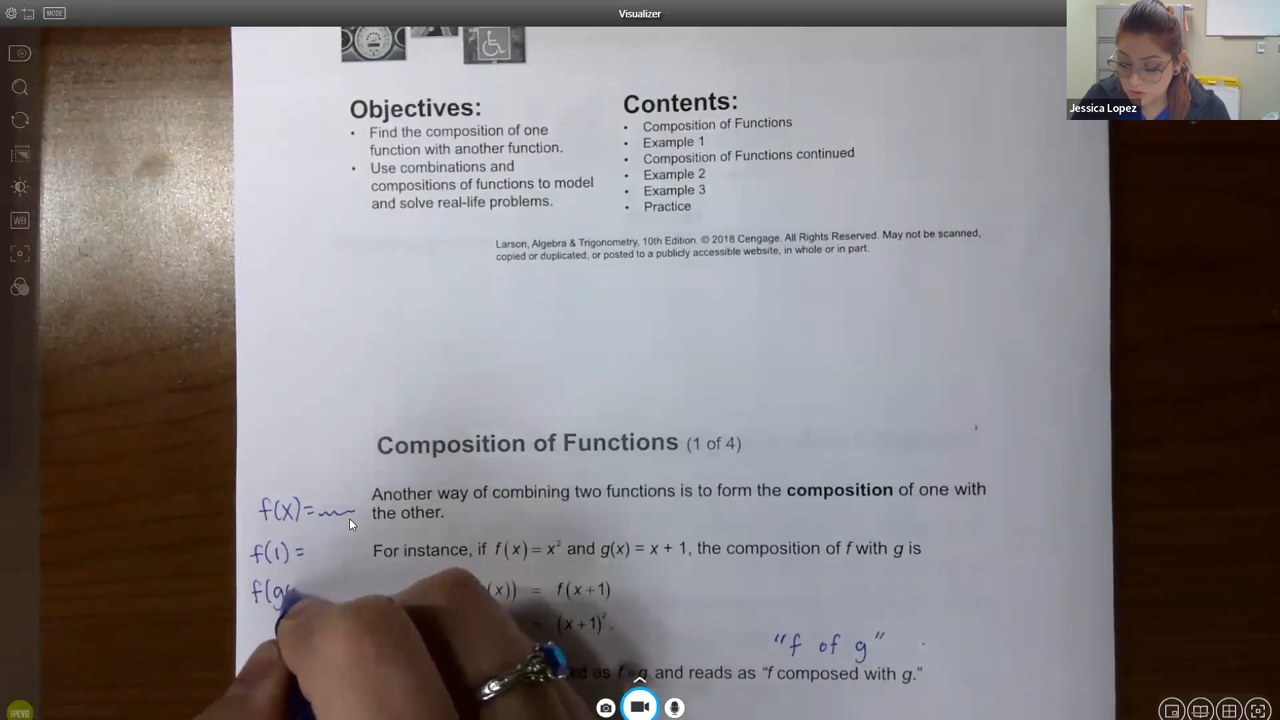 MODE
Visualizer
Jessica Lopez
WB
Objectives:
• Find the composition of one
function with another function.
• Use combinations and
compositions of functions to model
and solve real-life problems.
Contents:
• Composition of Functions
• Example 1
• Composition of Functions continued
• Example 2
• Example 3
• Practice
Larson, Algebra & Trigonometry, 10th Edition. © 2018 Cengage. All Rights Reserved. May not be scanned,
copied or duplicated, or posted to a publicly accessible website, in whole or in part.
Composition of Functions (1 of 4)
Another way of combining two functions is to form the composition of one with
the other.
f(x)=
f(1) =
For instance, if f(x) = x² and g(x) = x + 1, the composition of f with g is
f(g
(x)) = f(x+1)
= (x+1)².
"f of g"
as f∘g and reads as "f composed with g."
IPEVO